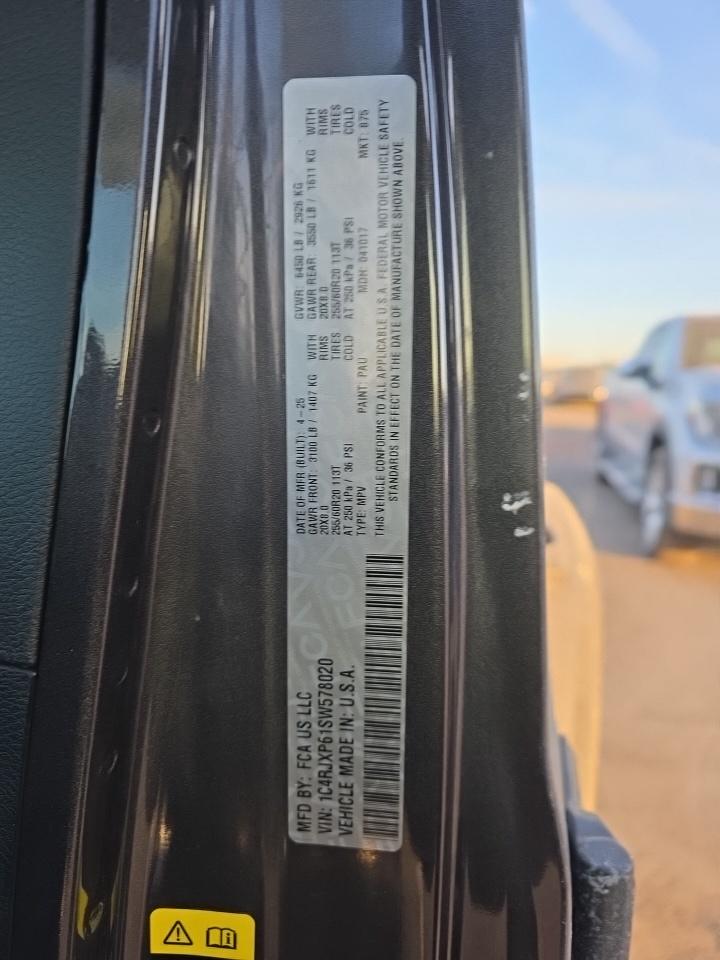 MFD BY: FCA US LLC
VIN: 1C4RJXP61SW578020
VEHICLE MADE IN: U.S.A.
DATE OF MFR (BUILT): 4-25
GVWR: 6450 LB / 2926 KG
GAWR FRONT: 3100 LB / 1407 KG WITH
GAWR REAR: 3550 LB / 1611 KG WITH
20X8.0 RIMS
20X8.0 RIMS
255/60R20 113T TIRES
255/60R20 113T TIRES
AT 250 kPa / 36 PSI COLD
AT 250 kPa / 36 PSI COLD
TYPE: MPV PAINT: PAU MDH: 041017 MKT: B75
THIS VEHICLE CONFORMS TO ALL APPLICABLE U.S.A. FEDERAL MOTOR VEHICLE SAFETY
STANDARDS IN EFFECT ON THE DATE OF MANUFACTURE SHOWN ABOVE.